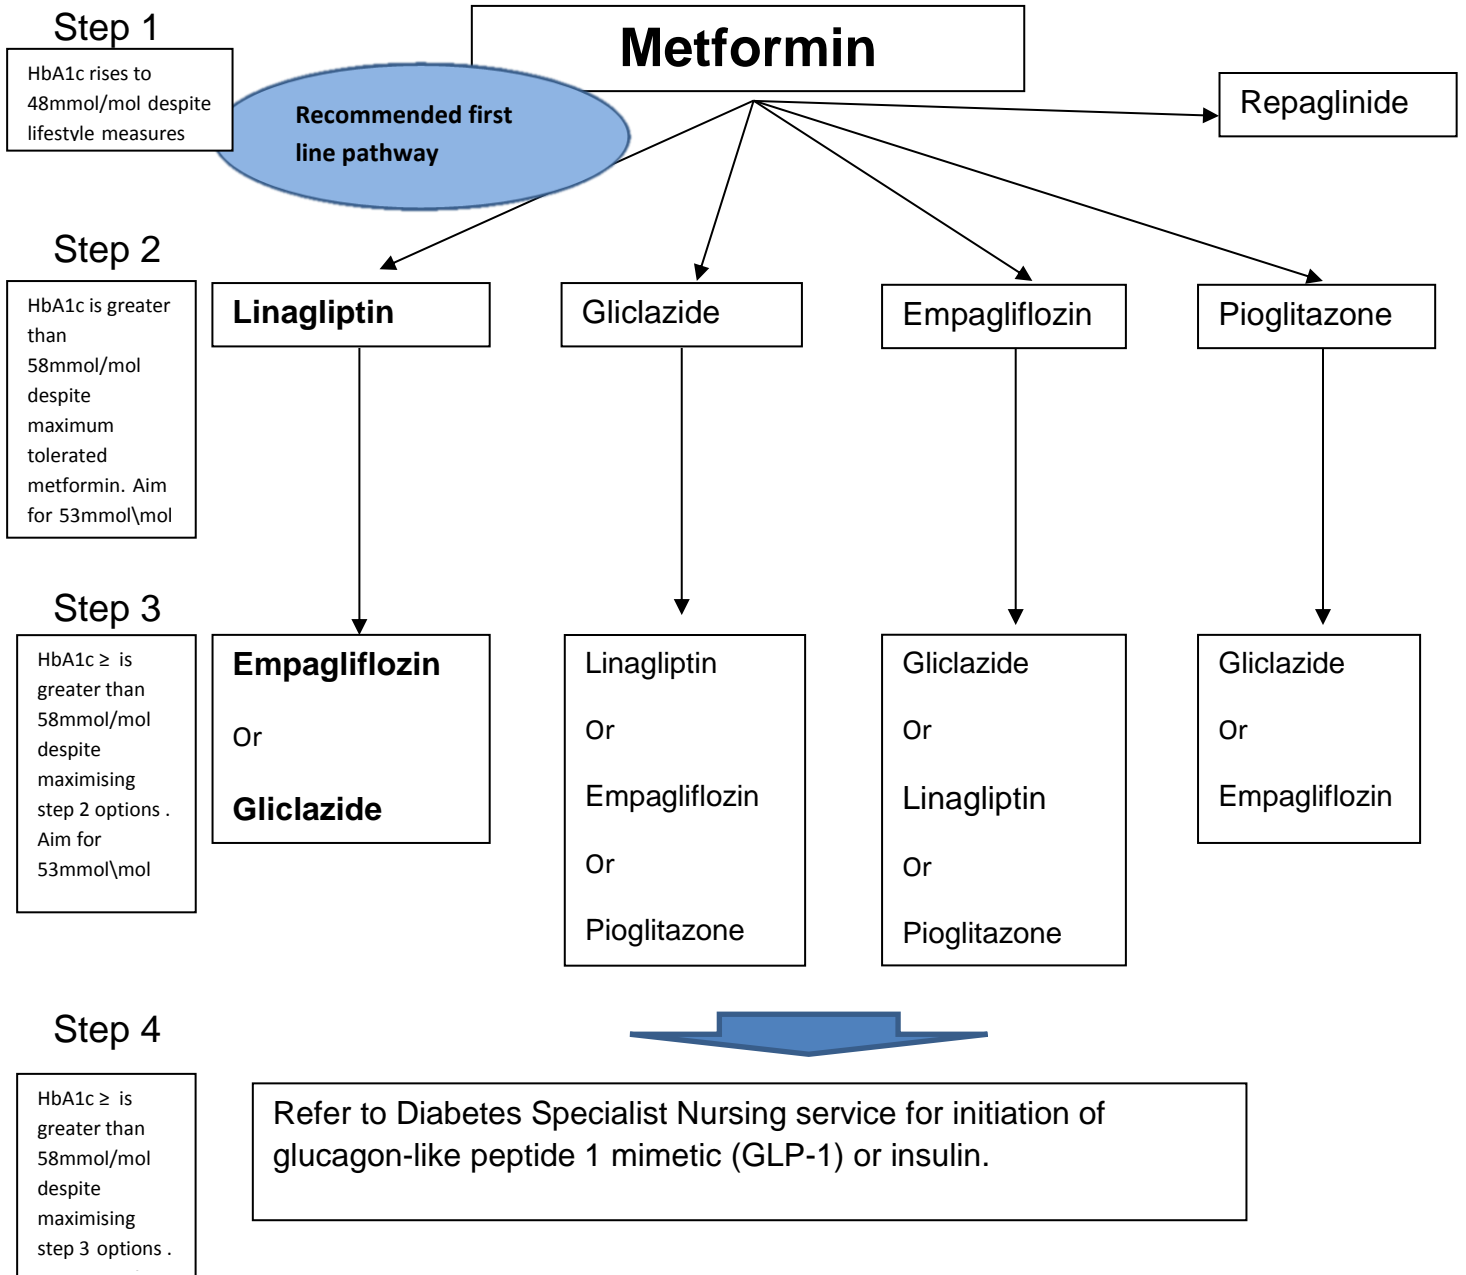 Step 1
Metformin
HbA1c rises to
48mmol/mol despite
lifestyle measures
Recommended first
line pathway
Repaglinide
Step 2
HbA1c is greater
than
58mmol/mol
despite
maximum
tolerated
metformin. Aim
for 53mmol\mol
Linagliptin
Gliclazide
Empagliflozin
Pioglitazone
Step 3
HbA1c ≥ is
greater than
58mmol/mol
despite
maximising
step 2 options .
Aim for
53mmol\mol
Empagliflozin
Or
Gliclazide
Linagliptin
Or
Empagliflozin
Or
Pioglitazone
Gliclazide
Or
Linagliptin
Or
Pioglitazone
Gliclazide
Or
Empagliflozin
Step 4
HbA1c ≥ is
greater than
58mmol/mol
despite
maximising
step 3 options .
Refer to Diabetes Specialist Nursing service for initiation of
glucagon-like peptide 1 mimetic (GLP-1) or insulin.